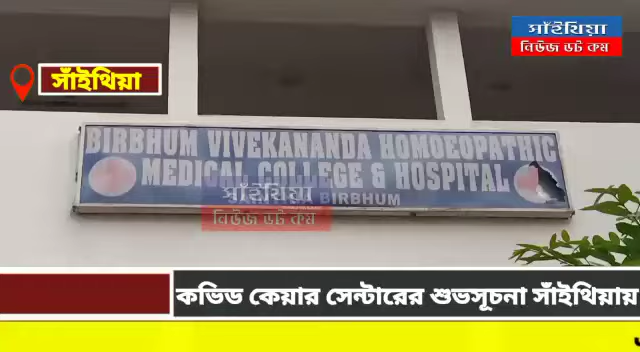 সাঁইথিয়া
সাঁইথিয়া
নিউজ ডট কম
BIRBHUM VIVEKANANDA HOMOEOPATHIC
MEDICAL COLLEGE & HOSPITAL
BIRBHUM
সাঁইথিয়া
নিউজ ডট কম
কভিড কেয়ার সেন্টারের শুভসূচনা সাঁইথিয়ায়